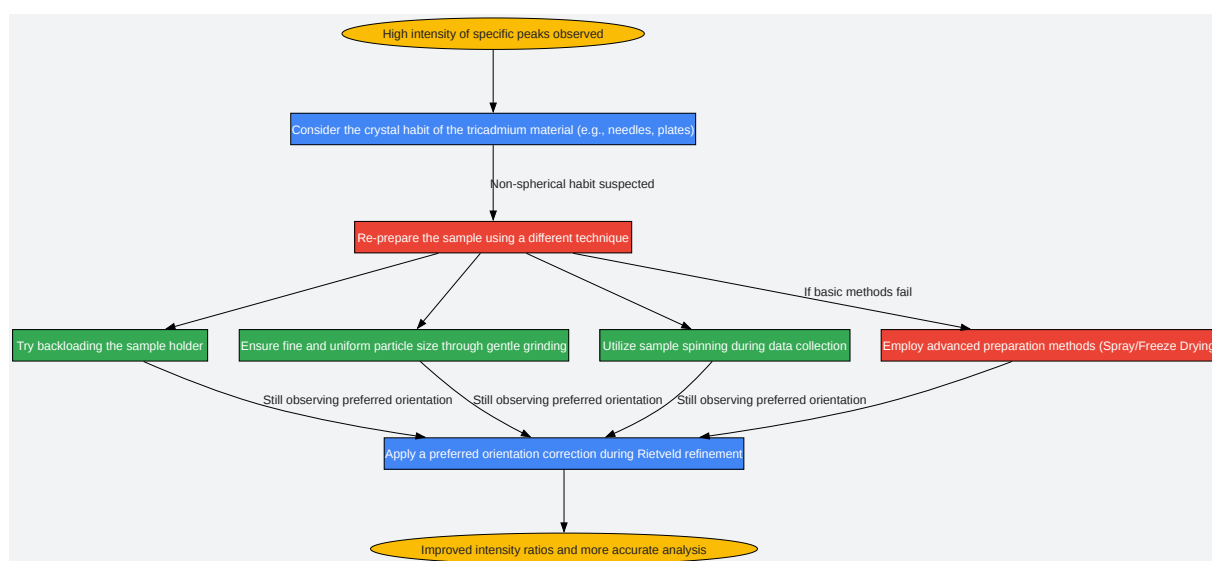 High intensity of specific peaks observed
Consider the crystal habit of the tricadmium material (e.g., needles, plates)
Non-spherical habit suspected
Re-prepare the sample using a different technique
If basic methods fail
Try backloading the sample holder
Ensure fine and uniform particle size through gentle grinding
Utilize sample spinning during data collection
Employ advanced preparation methods (Spray/Freeze Drying
Still observing preferred orientation
Still observing preferred orientation
Still observing preferred orientation
Apply a preferred orientation correction during Rietveld refinement
Improved intensity ratios and more accurate analysis